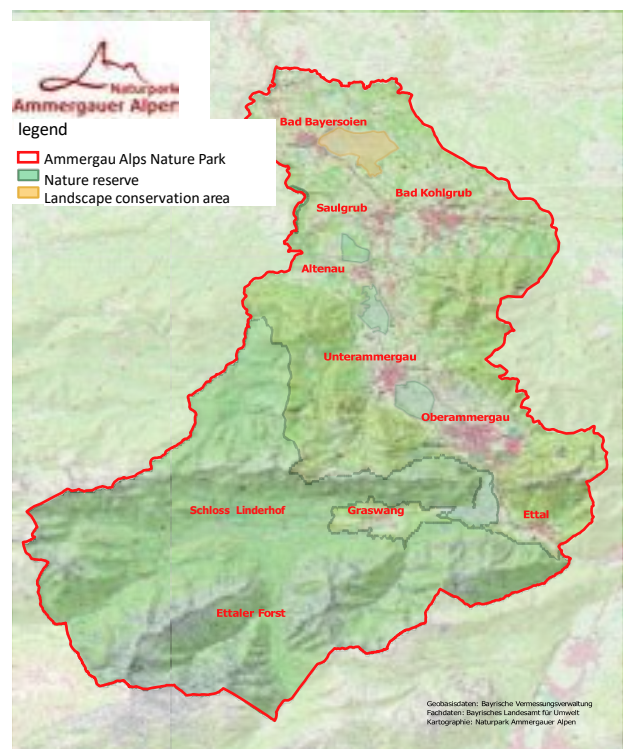 Naturpark
Ammergauer Alpen
legend
Ammergau Alps Nature Park
Nature reserve
Landscape conservation area
Bad Bayersoien
Bad Kohlgrub
Saulgrub
Altenau
Unterammergau
Oberammergau
Schloss Linderhof
Graswang
Ettal
Ettaler Forst
Geobasisdaten: Bayrische Vermessungsverwaltung
Fachdaten: Bayrisches Landesamt für Umwelt
Kartographie: Naturpark Ammergauer Alpen